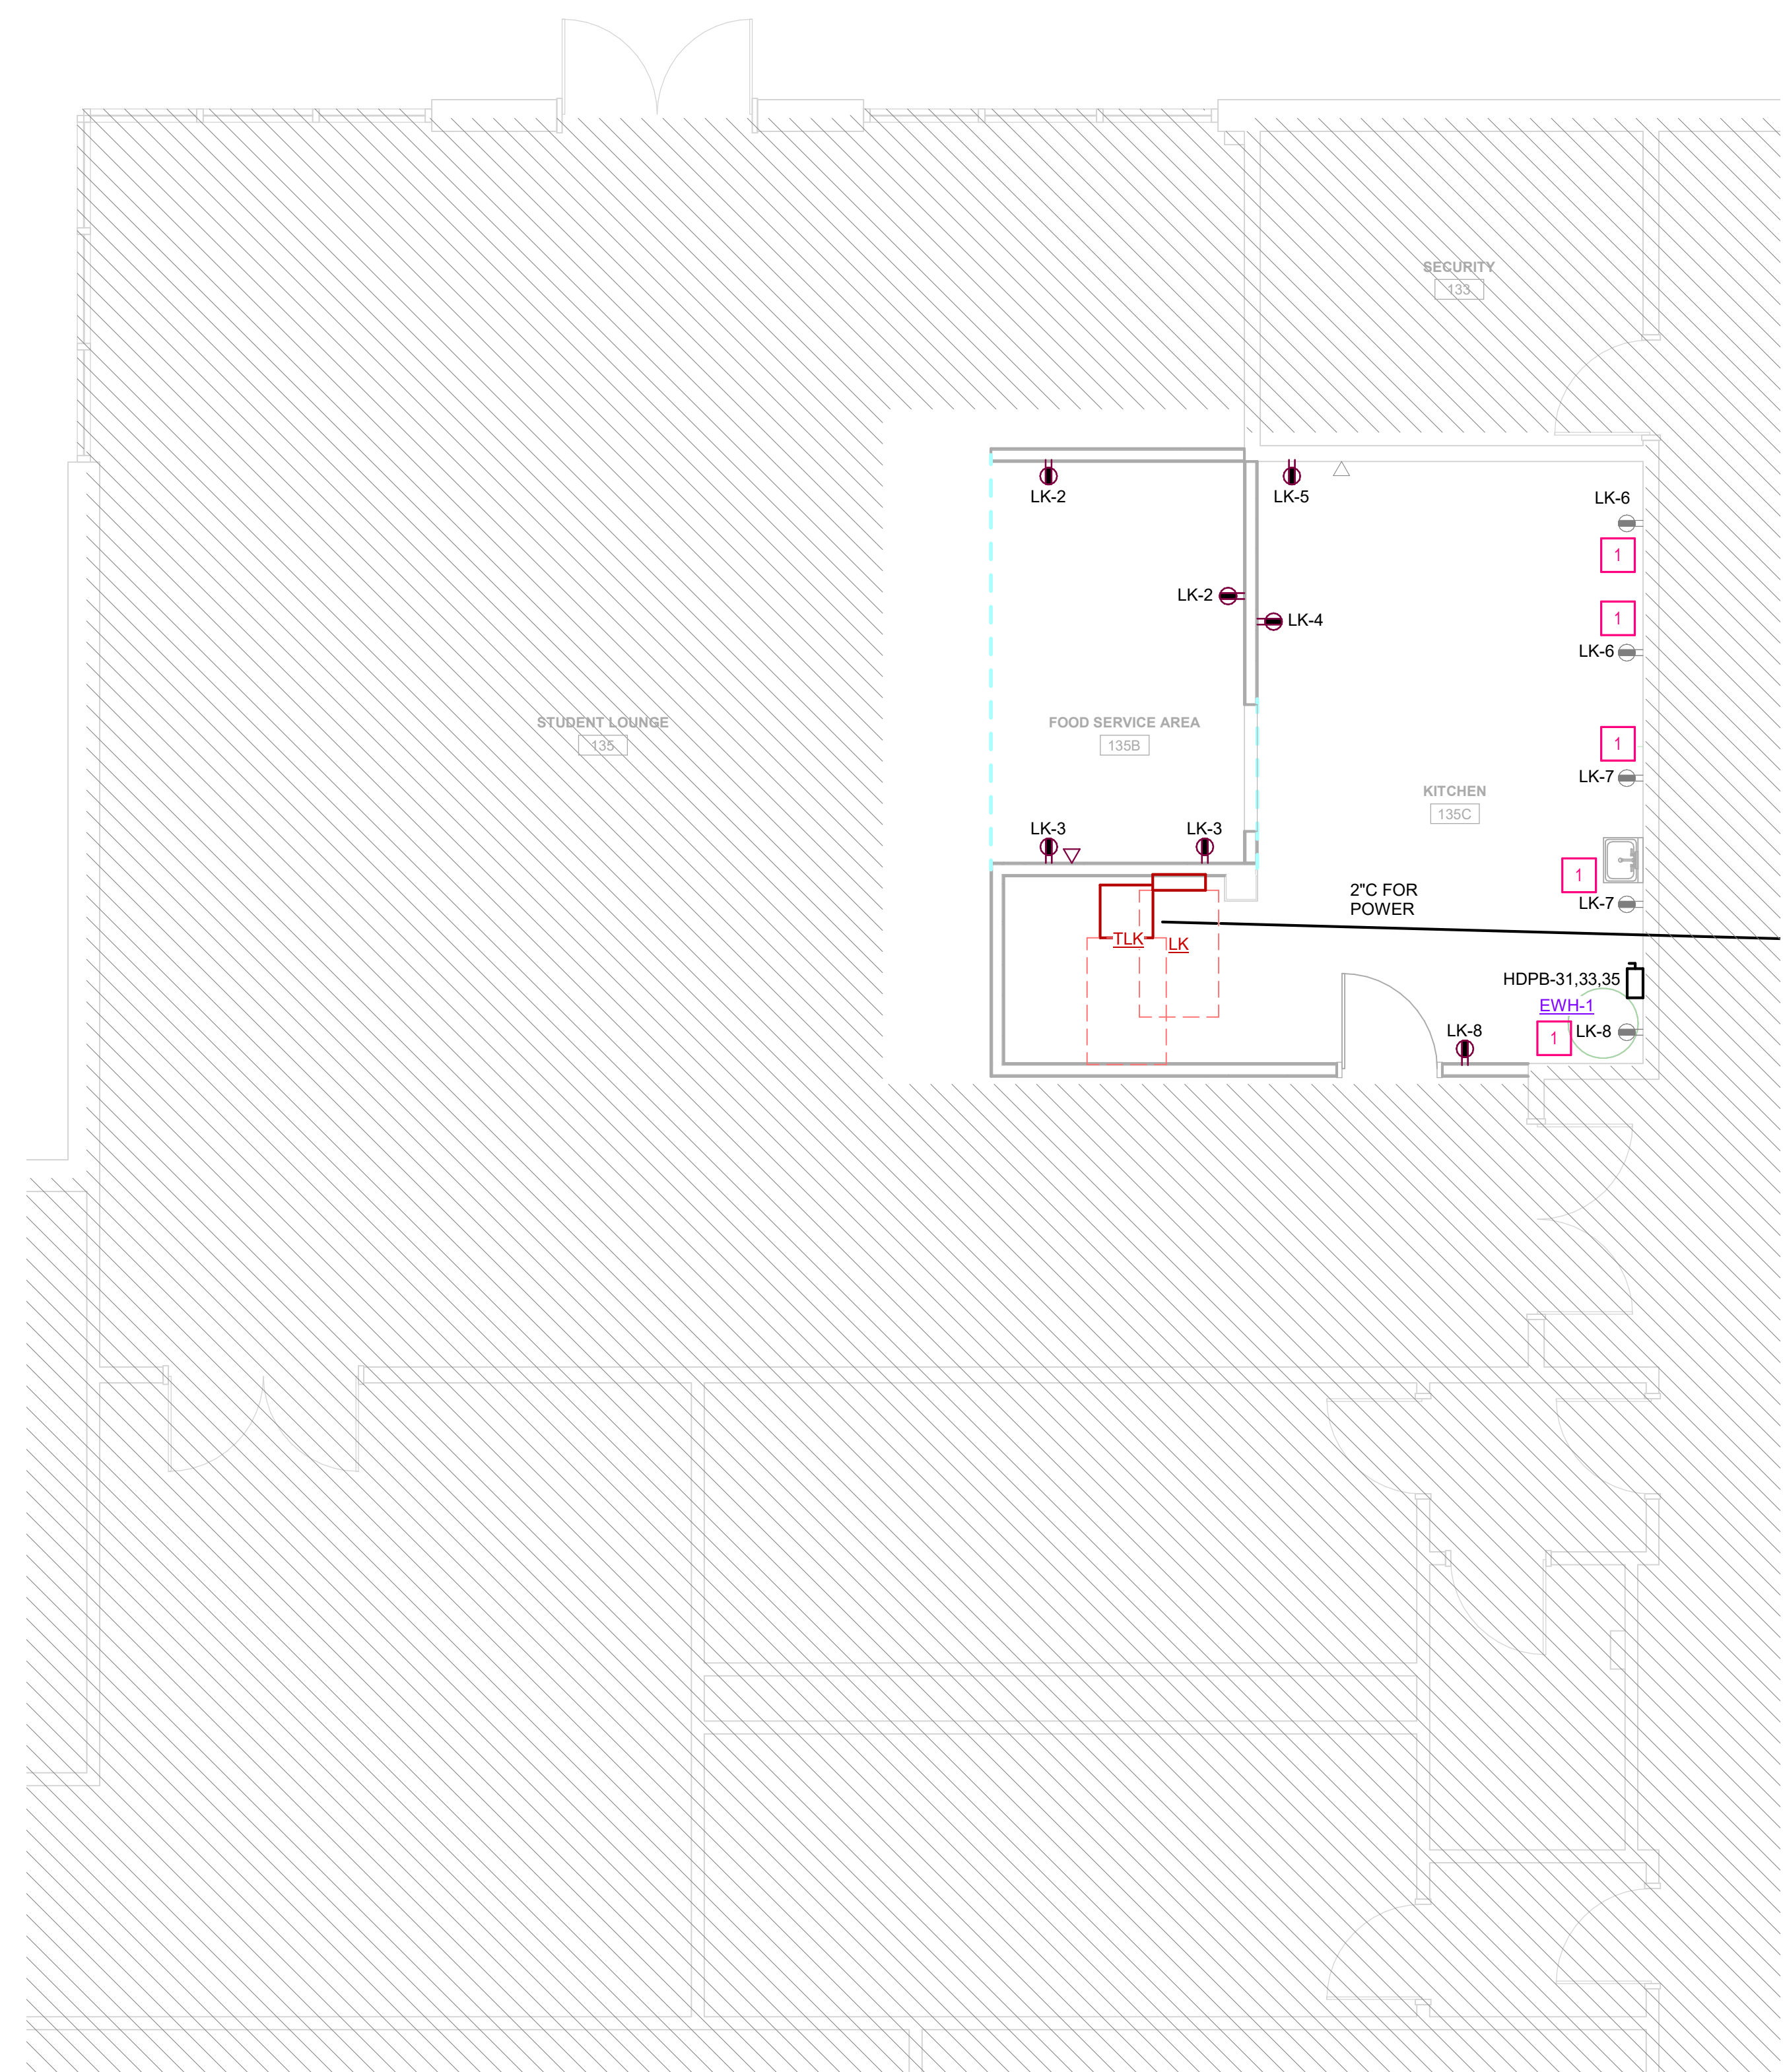 SECURITY
133
LK-2
LK-5
LK-6
1
LK-2
LK-4
1
LK-6
STUDENT LOUNGE
135
FOOD SERVICE AREA
135B
1
LK-7
KITCHEN
135C
LK-3
LK-3
1
2"C FOR
POWER
LK-7
TLK
LK
HDPB-31,33,35
EWH-1
LK-8
1
LK-8